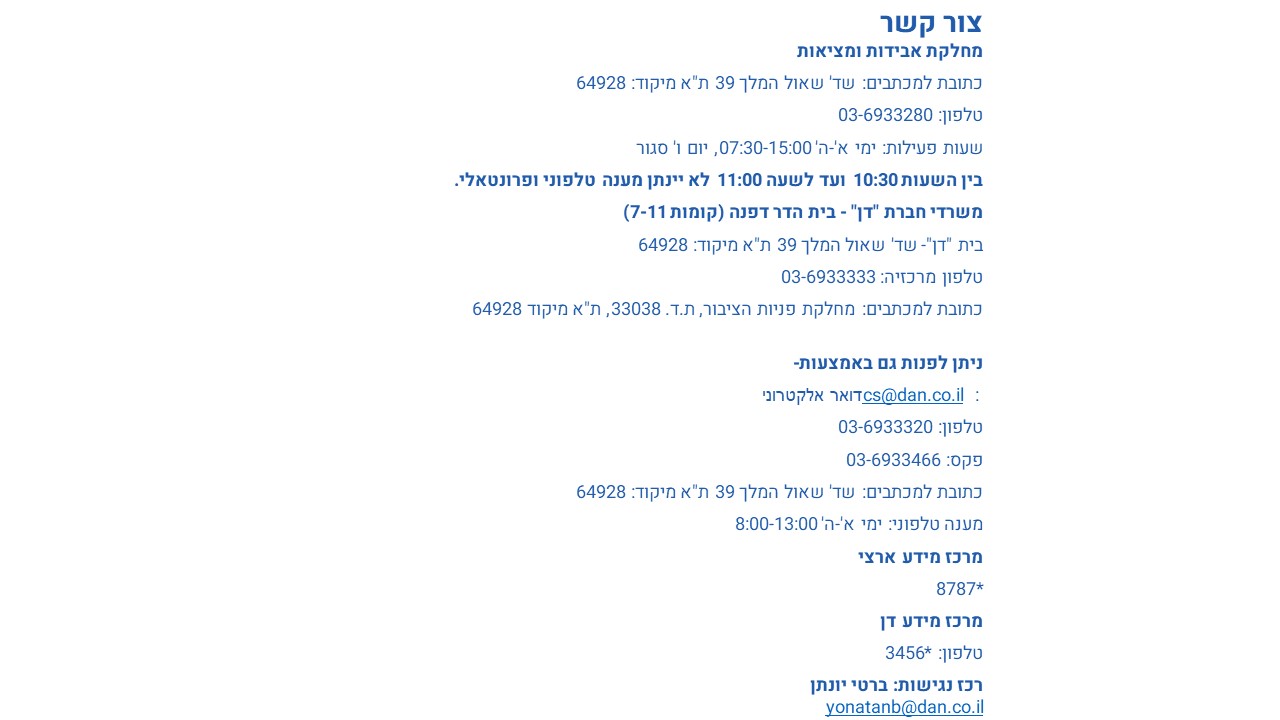 צור קשר
מחלקת אבידות ומציאות
כתובת למכתבים: שד' שאול המלך 39 ת"א מיקוד: 64928
טלפון: 03-6933280
שעות פעילות: ימי א'-ה' 07:30-15:00, יום ו' סגור
בין השעות 10:30 ועד לשעה 11:00 לא יינתן מענה טלפוני ופרונטאלי.
משרדי חברת "דן" - בית הדר דפנה (קומות 7-11)
בית "דן"- שד' שאול המלך 39 ת"א מיקוד: 64928
טלפון מרכזיה: 03-6933333
כתובת למכתבים: מחלקת פניות הציבור, ת.ד. 33038, ת"א מיקוד 64928
ניתן לפנות גם באמצעות-
: cs@dan.co.ilדואר אלקטרוני
טלפון: 03-6933320
פקס: 03-6933466
כתובת למכתבים: שד' שאול המלך 39 ת"א מיקוד: 64928
מענה טלפוני: ימי א'-ה' 8:00-13:00
מרכז מידע ארצי
*8787
מרכז מידע דן
טלפון: *3456
רכז נגישות: ברטי יונתן
yonatanb@dan.co.il